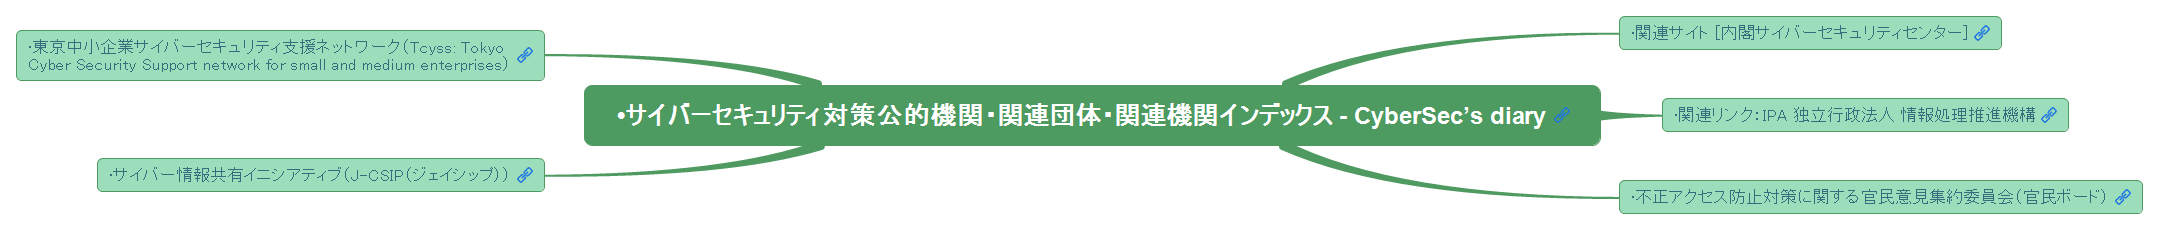 ・東京中小企業サイバーセキュリティ支援ネットワーク（Tcyss: Tokyo
Cyber Security Support network for small and medium enterprises）
・サイバー情報共有イニシアティブ（J-CSIP（ジェイシップ））
•サイバーセキュリティ対策公的機関・関連団体・関連機関インデックス - CyberSec’s diary
・関連サイト [内閣サイバーセキュリティセンター]
・関連リンク：IPA 独立行政法人 情報処理推進機構
・不正アクセス防止対策に関する官民意見集約委員会（官民ボード）